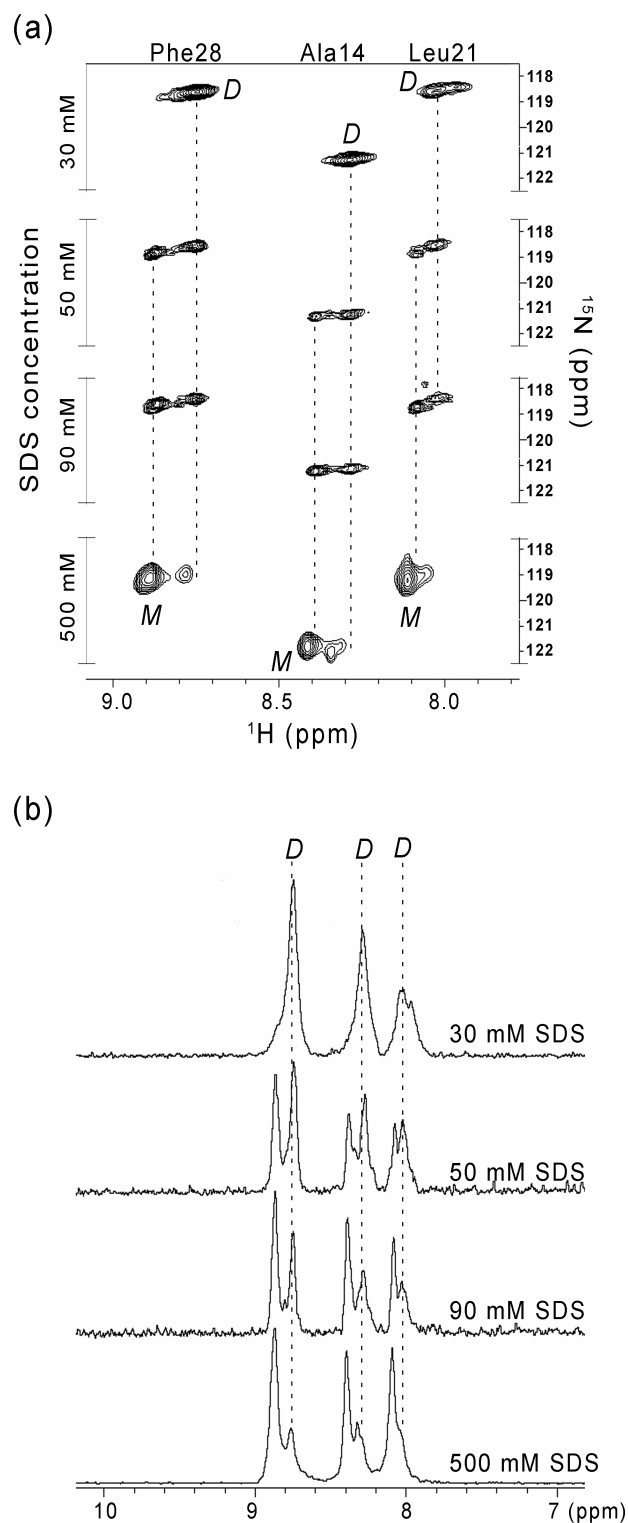 (a)
Phe28 Ala14 Leu21
SDS concentration
30 mM
D
D
D
118
119
120
121
122
50 mM
118
119
120
121
122
15N (ppm)
90 mM
118
119
120
121
122
500 mM
M
M
M
118
119
120
121
122
9.0 8.5 8.0
1H (ppm)
(b)
D D D
30 mM SDS
50 mM SDS
90 mM SDS
500 mM SDS
10 9 8 7 (ppm)